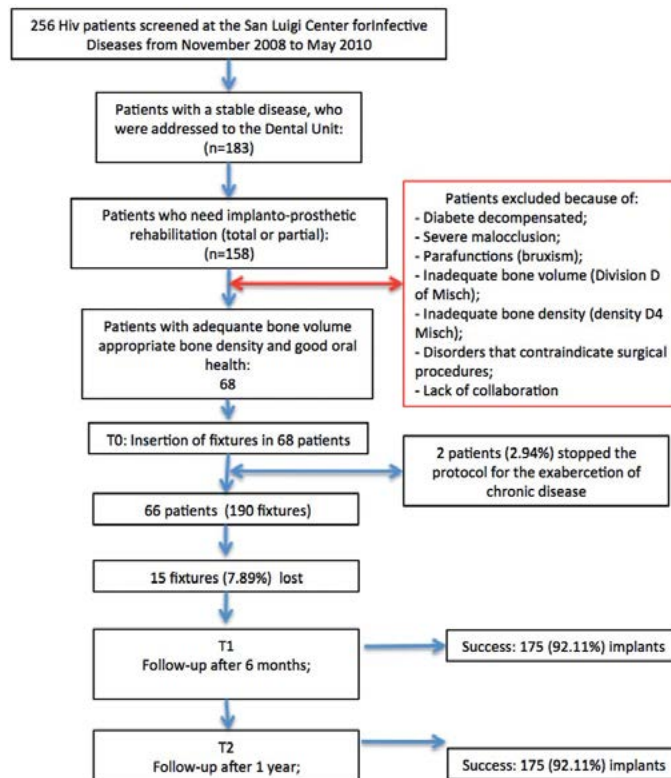 256 Hiv patients screened at the San Luigi Center forInfective
Diseases from November 2008 to May 2010
Patients with a stable disease, who
were addressed to the Dental Unit:
(n=183)
Patients who need implanto-prosthetic
rehabilitation (total or partial):
(n=158)
Patients excluded because of:
- Diabete decompensated;
- Severe malocclusion;
- Parafunctions (bruxism);
- Inadequate bone volume (Division D
of Misch);
- Inadequate bone density (density D4
Misch);
- Disorders that contraindicate surgical
procedures;
- Lack of collaboration
Patients with adequante bone volume
appropriate bone density and good oral
health:
68
T0: Insertion of fixtures in 68 patients
2 patients (2.94%) stopped the
protocol for the exabercetion of
chronic disease
66 patients (190 fixtures)
15 fixtures (7.89%) lost
T1
Follow-up after 6 months;
Success: 175 (92.11%) implants
T2
Follow-up after 1 year;
Success: 175 (92.11%) implants